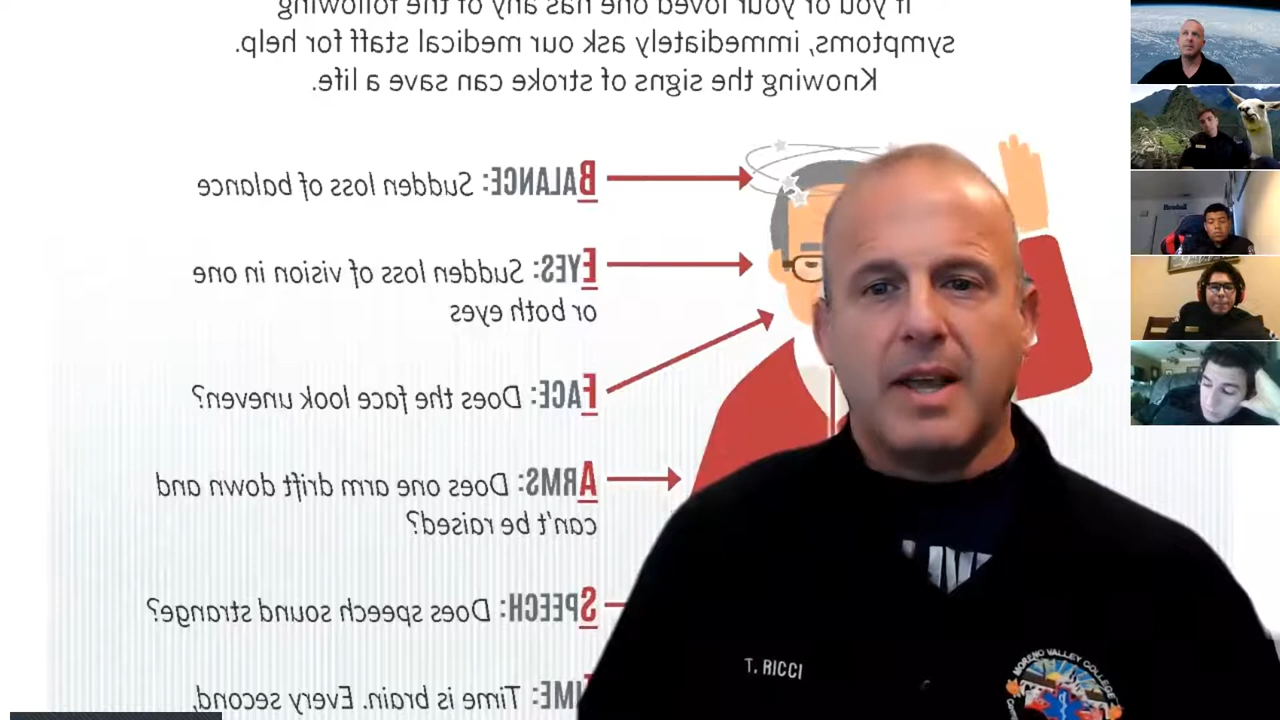 If you or your loved one has any of the following
symptoms, immediately ask our medical staff for help.
Knowing the signs of stroke can save a life.
BALANCE: Sudden loss of balance
EYES: Sudden loss of vision in one
or both eyes
FACE: Does the face look uneven?
ARMS: Does one arm drift down and
can't be raised?
SPEECH: Does speech sound strange?
TIME: Time is brain. Every second,
T. RICCI
MORENO VALLEY COLLEGE